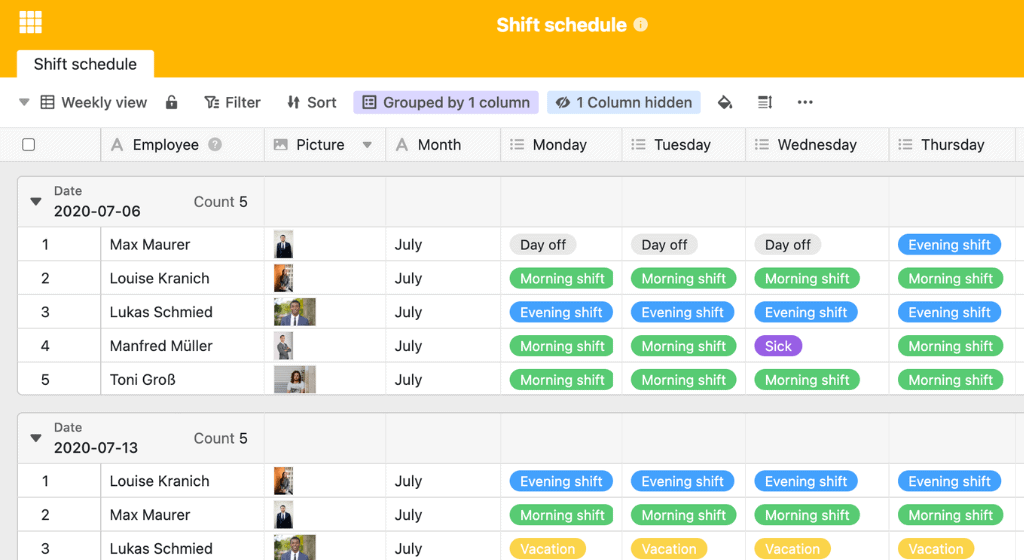 Shift schedule
Shift schedule
Weekly view Filter Sort Grouped by 1 column 1 Column hidden
Employee Picture Month Monday Tuesday Wednesday Thursday
Date
2020-07-06 Count 5
1 Max Maurer July Day off Day off Day off Evening shift
2 Louise Kranich July Morning shift Morning shift Morning shift Morning shift
3 Lukas Schmied July Evening shift Evening shift Evening shift Evening shift
4 Manfred Müller July Morning shift Morning shift Sick Morning shift
5 Toni Groß July Morning shift Morning shift Morning shift Morning shift
Date
2020-07-13 Count 5
1 Louise Kranich July Evening shift Evening shift Evening shift Evening shift
2 Max Maurer July Morning shift Morning shift Morning shift Morning shift
3 Lukas Schmied July Vacation Vacation Vacation Vacation